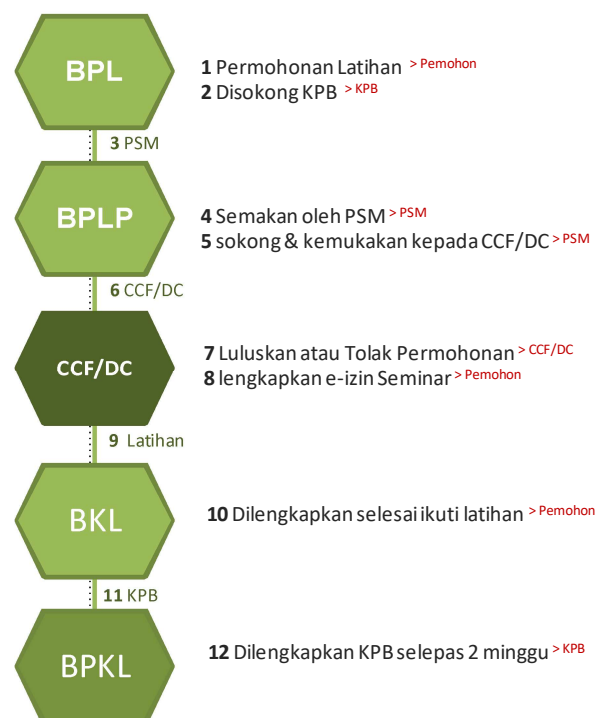 BPL
1 Permohonan Latihan > Pemohon
2 Disokong KPB > KPB
3 PSM
BPLP
4 Semakan oleh PSM > PSM
5 sokong & kemukakan kepada CCF/DC > PSM
6 CCF/DC
CCF/DC
7 Luluskan atau Tolak Permohonan > CCF/DC
8 lengkapkan e-izin Seminar > Pemohon
9 Latihan
BKL
10 Dilengkapkan selesai ikuti latihan > Pemohon
11 KPB
BPKL
12 Dilengkapkan KPB selepas 2 minggu > KPB